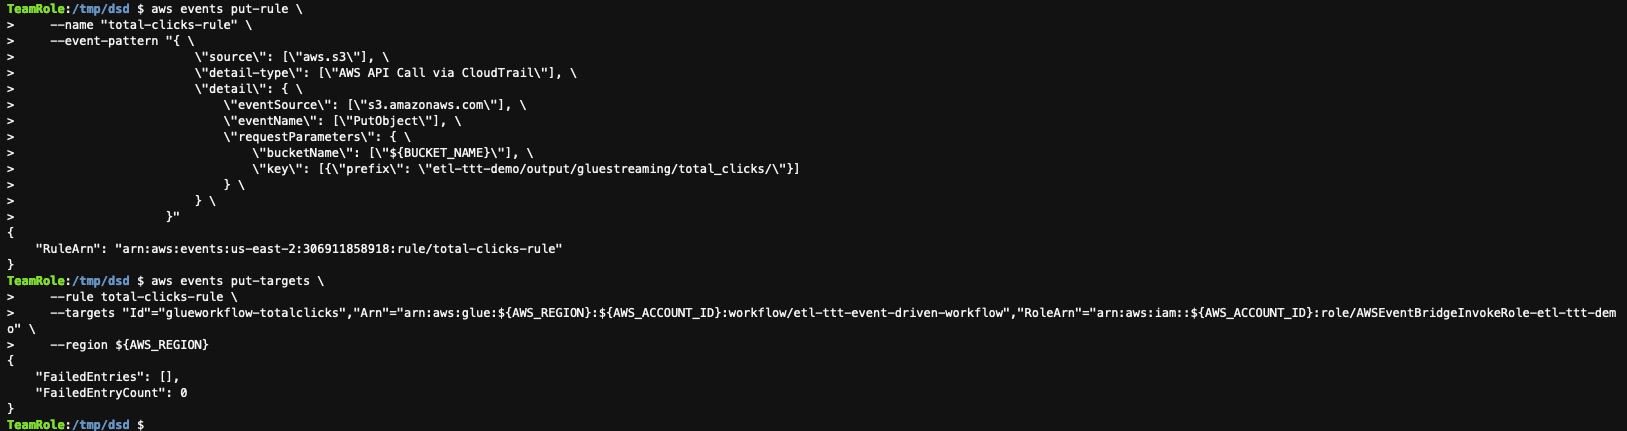 TeamRole:/tmp/dsd $ aws events put-rule \
>     --name "total-clicks-rule" \
>     --event-pattern "{ \
>                         \"source\": [\"aws.s3\"], \
>                         \"detail-type\": [\"AWS API Call via CloudTrail\"], \
>                         \"detail\": { \
>                             \"eventSource\": [\"s3.amazonaws.com\"], \
>                             \"eventName\": [\"PutObject\"], \
>                             \"requestParameters\": { \
>                                 \"bucketName\": [\"${BUCKET_NAME}\"], \
>                                 \"key\": [{\"prefix\": \"etl-ttt-demo/output/gluestreaming/total_clicks/\"}]
>                             } \
>                         } \
>                     }"
{
    "RuleArn": "arn:aws:events:us-east-2:306911858918:rule/total-clicks-rule"
}
TeamRole:/tmp/dsd $ aws events put-targets \
>     --rule total-clicks-rule \
>     --targets "Id"="glueworkflow-totalclicks","Arn"="arn:aws:glue:${AWS_REGION}:${AWS_ACCOUNT_ID}:workflow/etl-ttt-event-driven-workflow","RoleArn"="arn:aws:iam::${AWS_ACCOUNT_ID}:role/AWSEventBridgeInvokeRole-etl-ttt-dem
o" \
>     --region ${AWS_REGION}
{
    "FailedEntries": [],
    "FailedEntryCount": 0
}
TeamRole:/tmp/dsd $